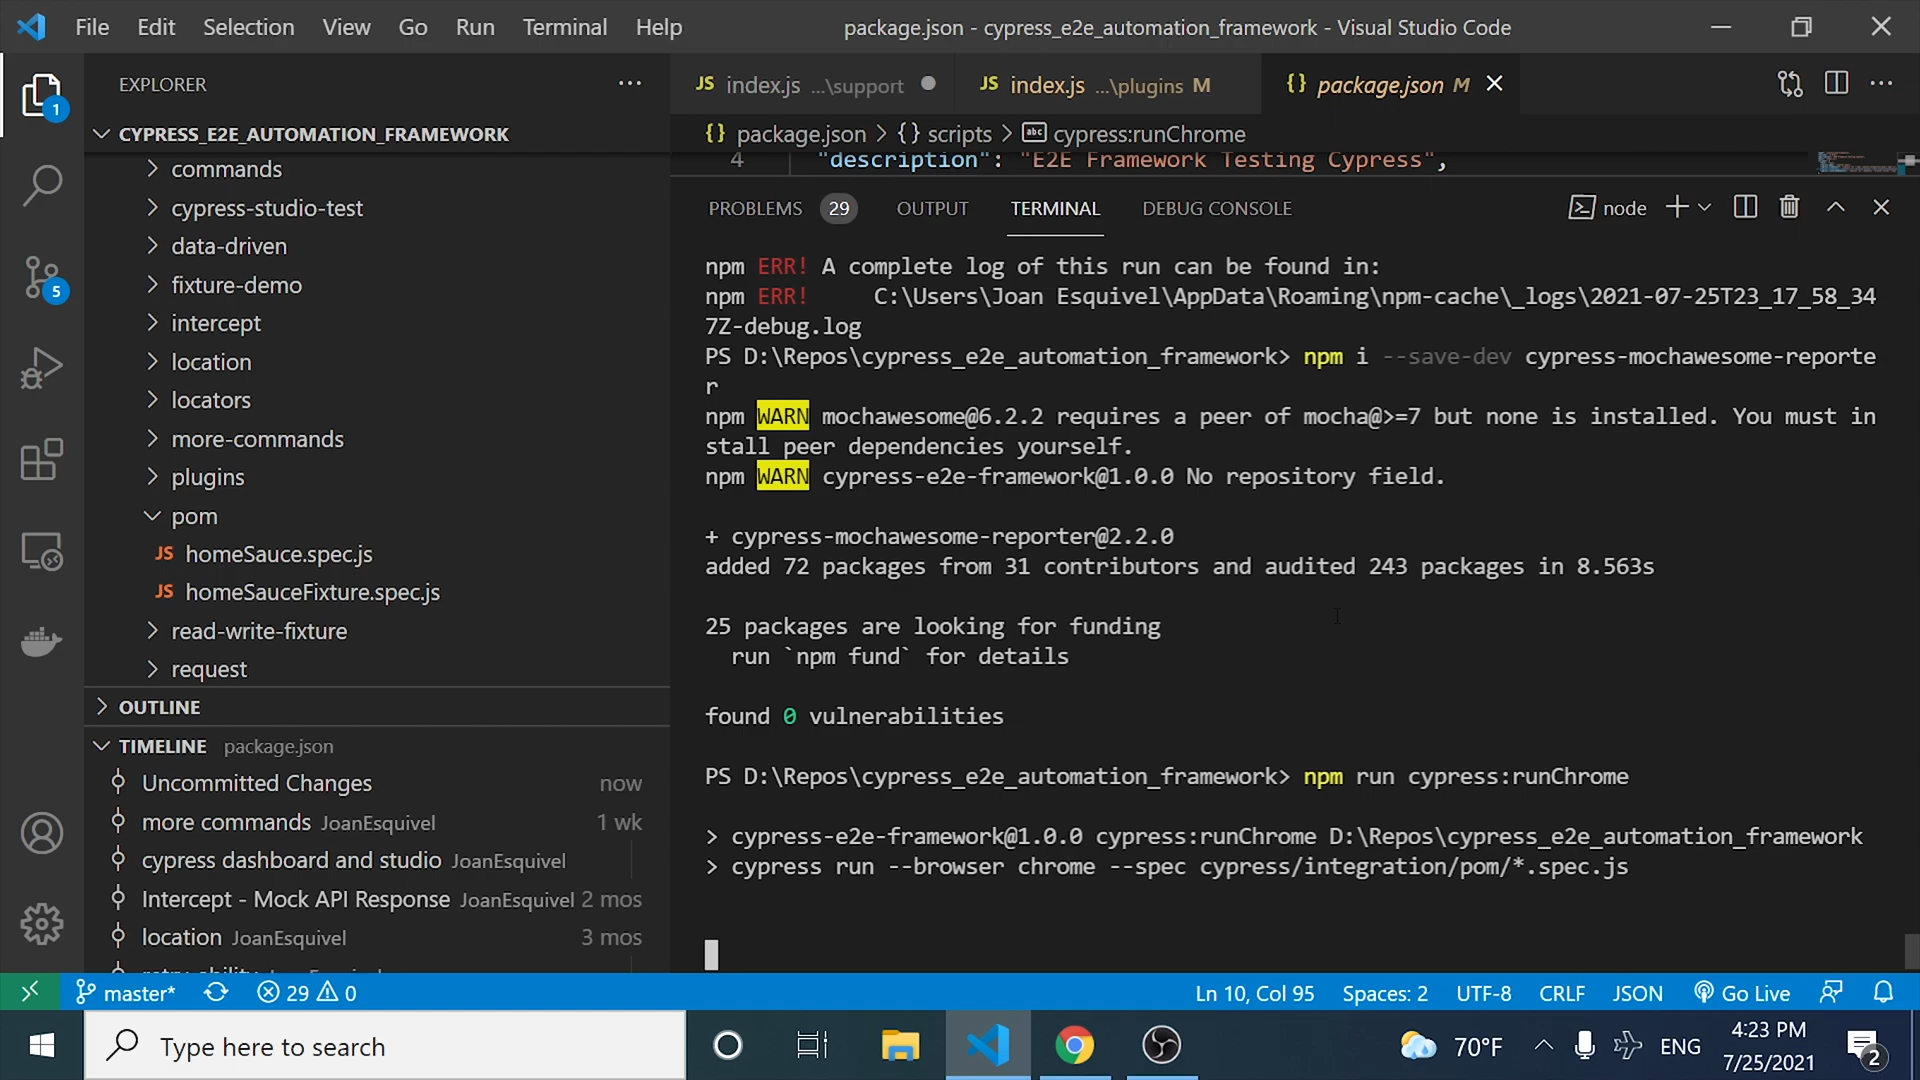 File Edit Selection View Go Run Terminal Help
package.json - cypress_e2e_automation_framework - Visual Studio Code
EXPLORER
CYPRESS_E2E_AUTOMATION_FRAMEWORK
commands
cypress-studio-test
data-driven
fixture-demo
intercept
location
locators
more-commands
plugins
pom
JS homeSauce.spec.js
JS homeSauceFixture.spec.js
read-write-fixture
request
OUTLINE
TIMELINE package.json
Uncommitted Changes now
more commands JoanEsquivel 1 wk
cypress dashboard and studio JoanEsquivel
Intercept - Mock API Response JoanEsquivel 2 mos
location JoanEsquivel 3 mos
1
5
JS index.js ...\support
JS index.js ...\plugins M
{} package.json M
{} package.json > {} scripts > abc cypress:runChrome
4 "description": "E2E Framework Testing Cypress",
PROBLEMS 29 OUTPUT TERMINAL DEBUG CONSOLE
node
npm ERR! A complete log of this run can be found in:
npm ERR! C:\Users\Joan Esquivel\AppData\Roaming\npm-cache\_logs\2021-07-25T23_17_58_34
7Z-debug.log
PS D:\Repos\cypress_e2e_automation_framework> npm i --save-dev cypress-mochawesome-reporte
r
npm WARN mochawesome@6.2.2 requires a peer of mocha@>=7 but none is installed. You must in
stall peer dependencies yourself.
npm WARN cypress-e2e-framework@1.0.0 No repository field.
+ cypress-mochawesome-reporter@2.2.0
added 72 packages from 31 contributors and audited 243 packages in 8.563s
25 packages are looking for funding
run `npm fund` for details
found 0 vulnerabilities
PS D:\Repos\cypress_e2e_automation_framework> npm run cypress:runChrome
> cypress-e2e-framework@1.0.0 cypress:runChrome D:\Repos\cypress_e2e_automation_framework
> cypress run --browser chrome --spec cypress/integration/pom/*.spec.js
master* 29 0
Ln 10, Col 95 Spaces: 2 UTF-8 CRLF JSON Go Live
Type here to search
70°F ENG
4:23 PM
7/25/2021
2